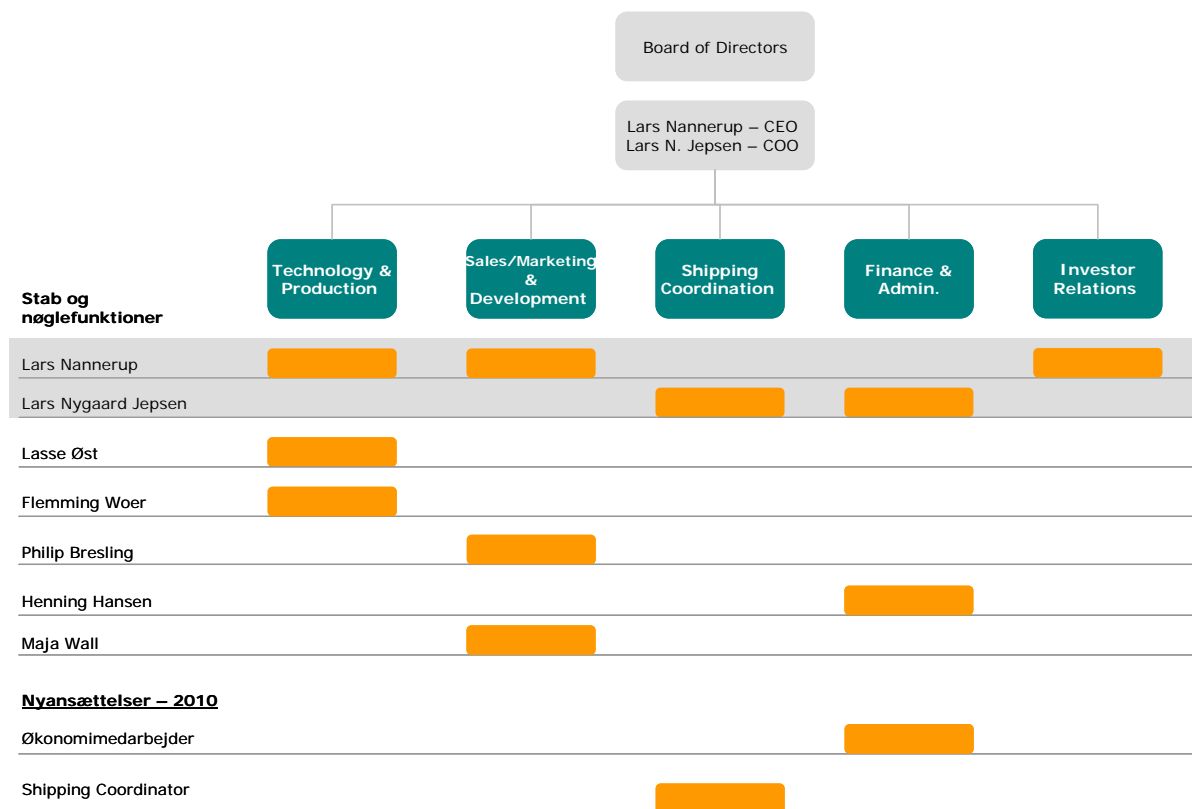 Board of Directors
Lars Nannerup – CEO
Lars N. Jepsen – COO
Technology &
Production
Sales/Marketing
&
Development
Shipping
Coordination
Finance &
Admin.
Investor
Relations
Stab og
nøglefunktioner
Lars Nannerup
Lars Nygaard Jepsen
Lasse Øst
Flemming Woer
Philip Bresling
Henning Hansen
Maja Wall
Nyansættelser – 2010
Økonomimedarbejder
Shipping Coordinator